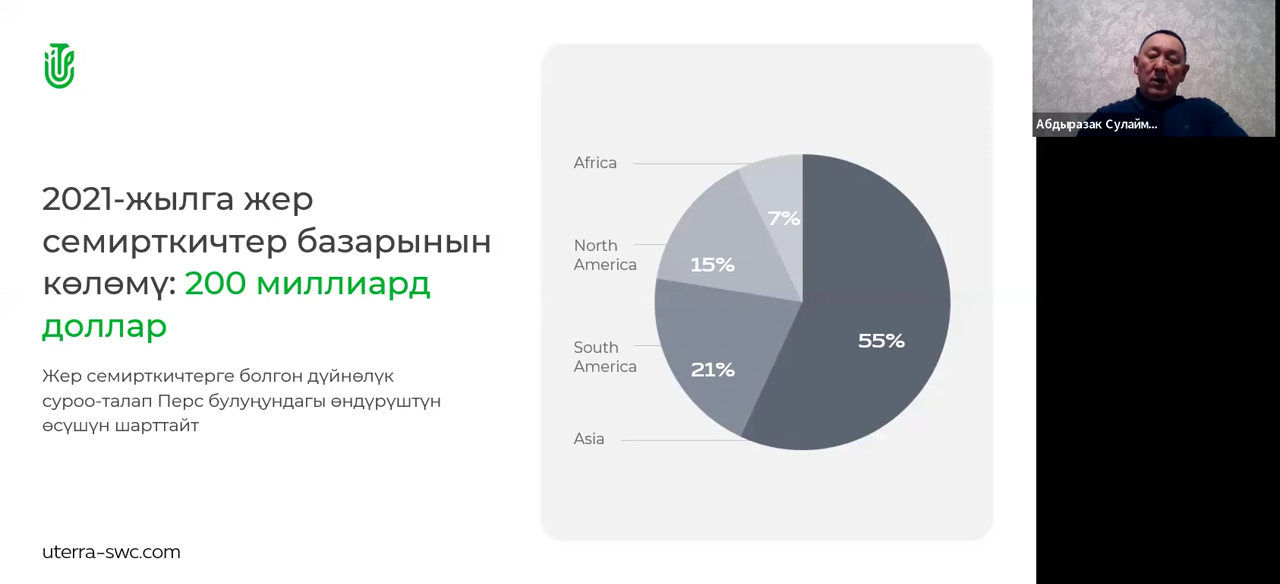 2021-жылга жер
семирткичтер базарынын
көлөмү: 200 миллиард
доллар
Жер семирткичтерге болгон дүйнөлүк
суроо-талап Перс булуңундагы өндүрүштүн
өсүшүн шарттайт
uterra-swc.com
Africa
7%
North
America
15%
South
America
21%
55%
Asia
Абдыразак Сулайм...